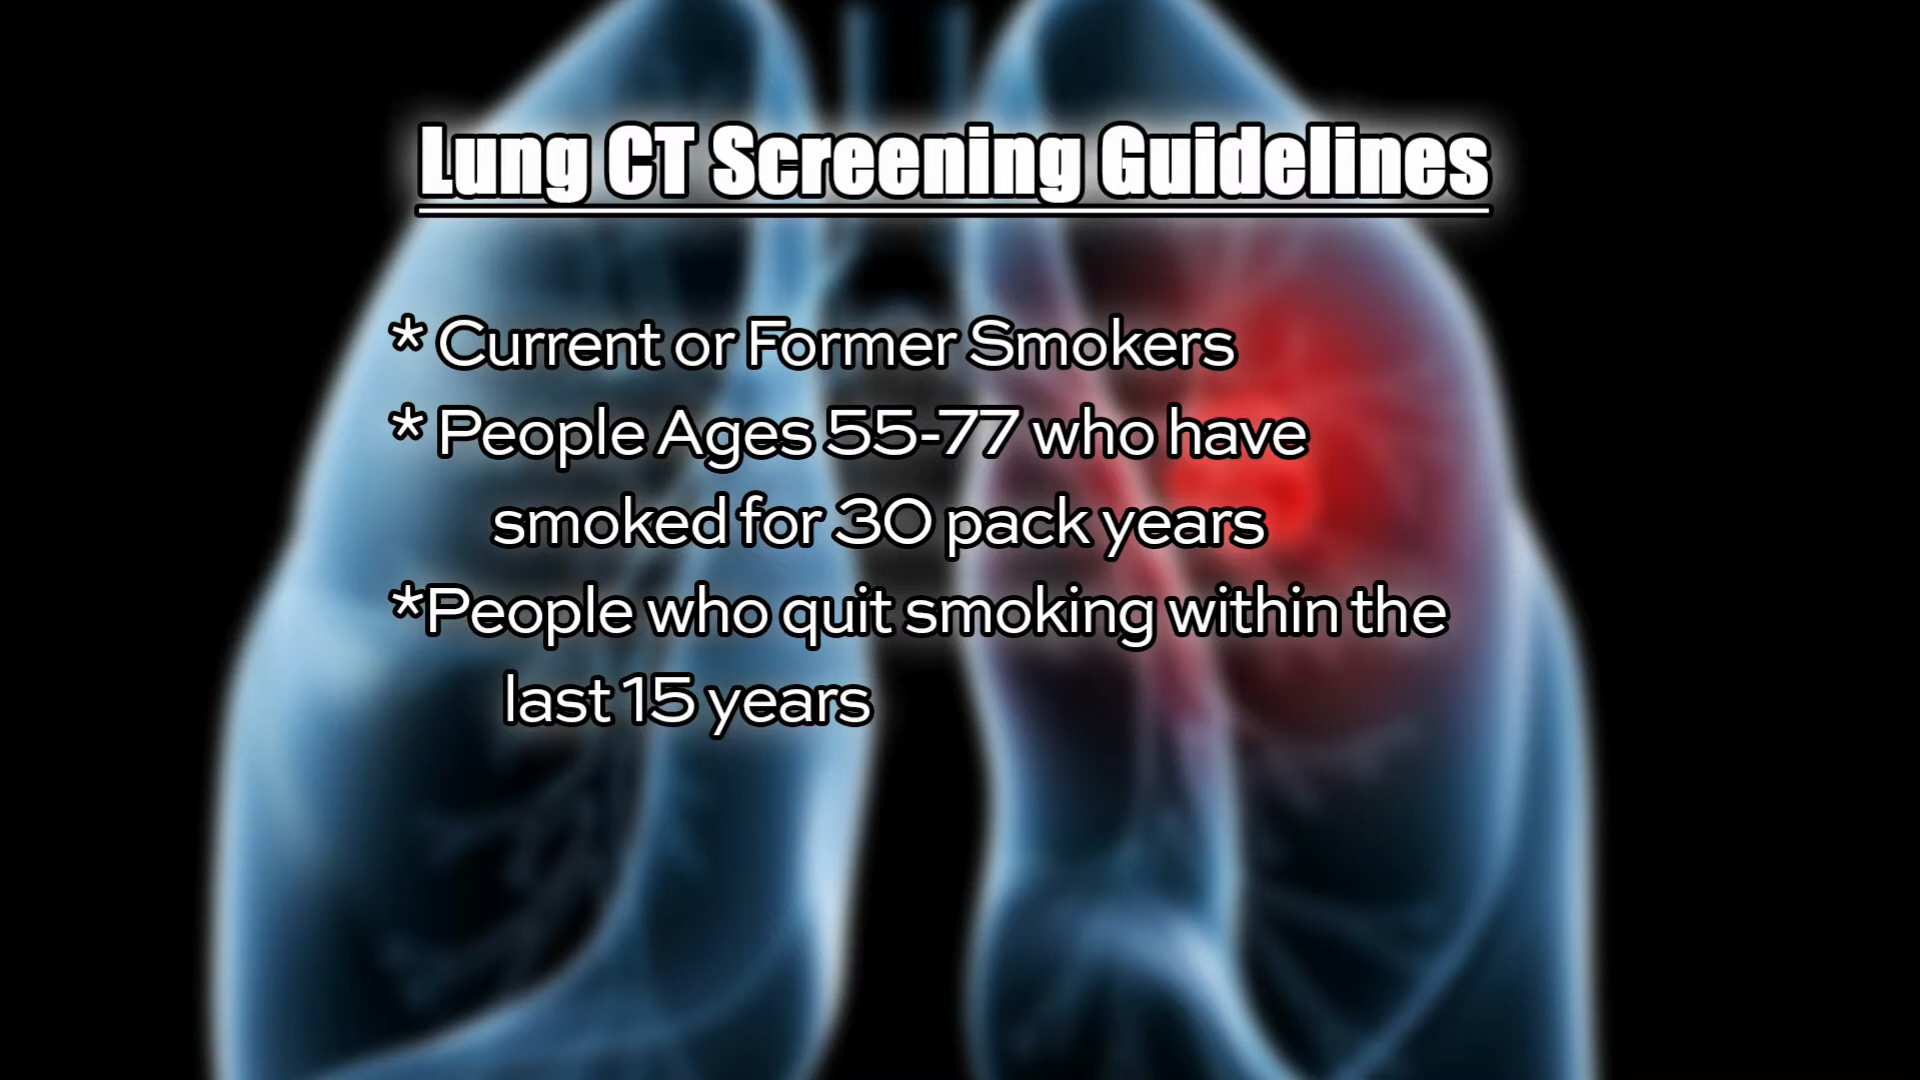 Lung CT Screening Guidelines
* Current or Former Smokers
* People Ages 55-77 who have
smoked for 30 pack years
*People who quit smoking within the
last 15 years